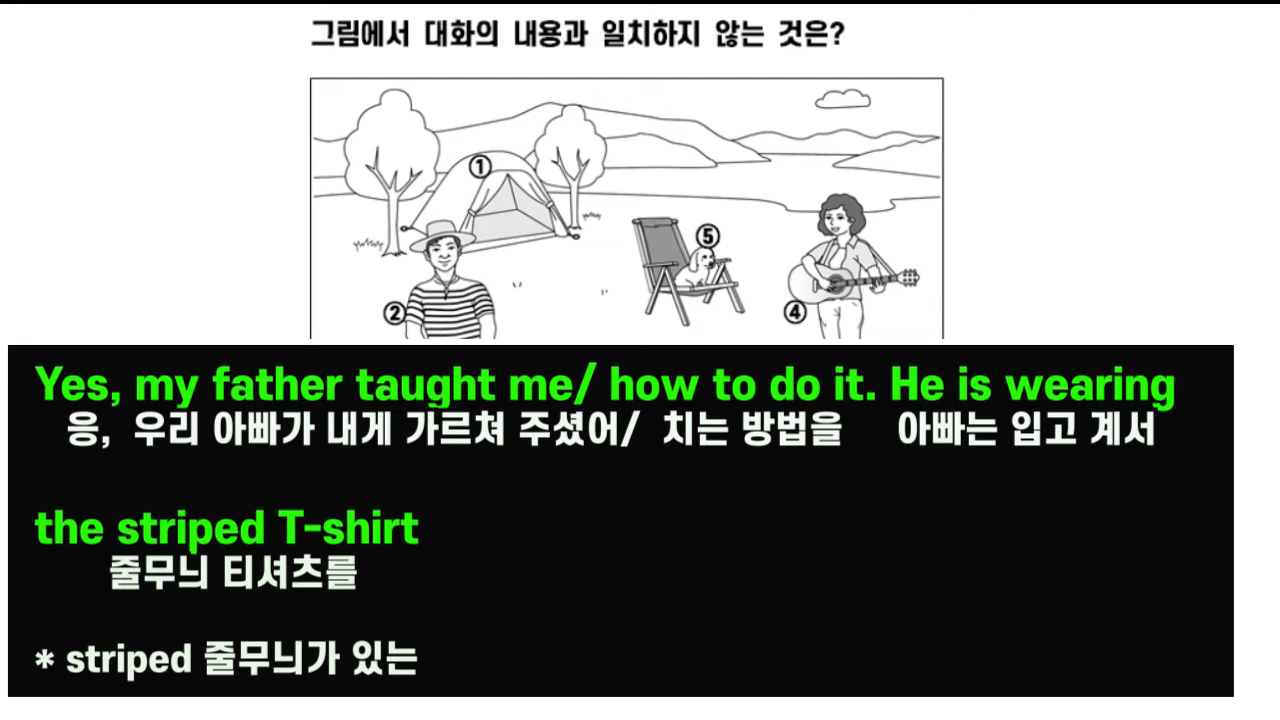 그림에서 대화의 내용과 일치하지 않는 것은?
①
②
⑤
④
Yes, my father taught me/ how to do it. He is wearing
응, 우리 아빠가 내게 가르쳐 주셨어/ 치는 방법을 아빠는 입고 계서
the striped T-shirt
줄무늬 티셔츠를
* striped 줄무늬가 있는